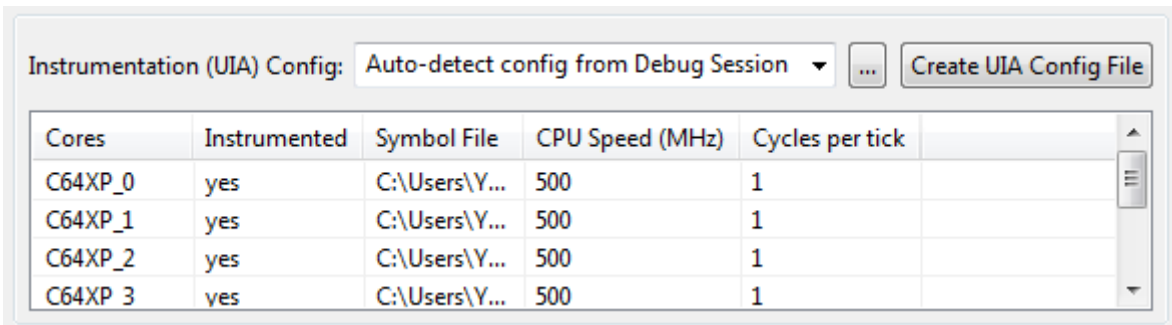 Instrumentation (UIA) Config: Auto-detect config from Debug Session ... Create UIA Config File
Cores Instrumented Symbol File CPU Speed (MHz) Cycles per tick
C64XP_0 yes C:\Users\Y... 500 1
C64XP_1 yes C:\Users\Y... 500 1
C64XP_2 yes C:\Users\Y... 500 1
C64XP_3 yes C:\Users\Y... 500 1